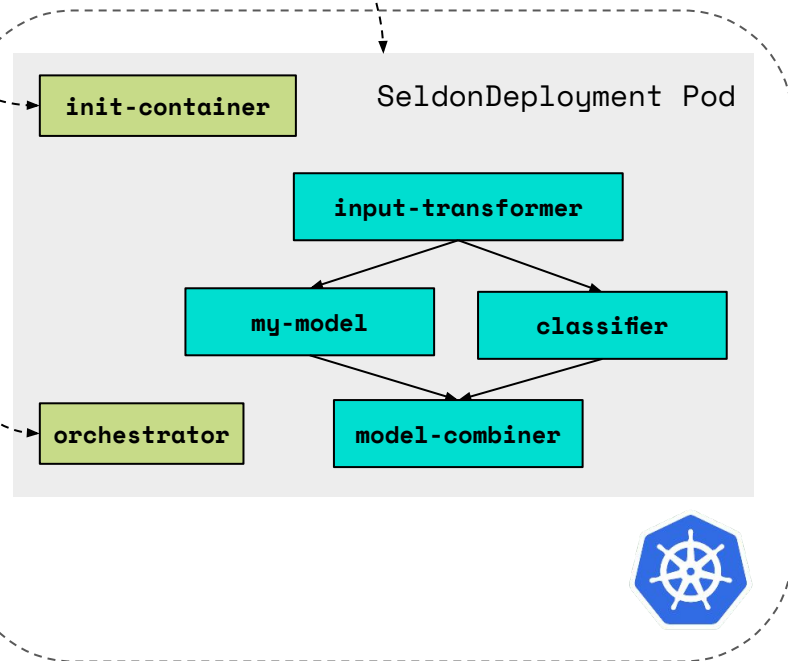 init-container
SeldonDeployment Pod
input-transformer
my-model
classifier
orchestrator
model-combiner